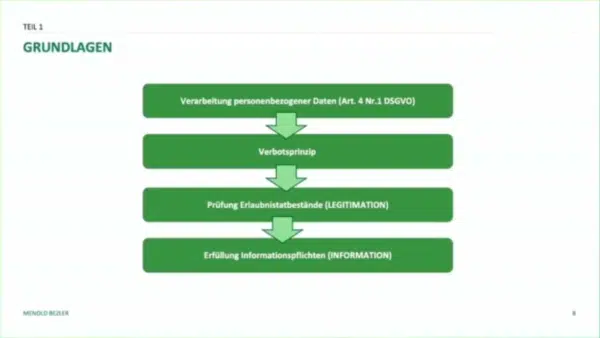 TEIL 1
GRUNDLAGEN
Verarbeitung personenbezogener Daten (Art. 4 Nr.1 DSGVO)
Verbotsprinzip
Prüfung Erlaubnistatbestände (LEGITIMATION)
Erfüllung Informationspflichten (INFORMATION)
MENOLD BEZLER
8